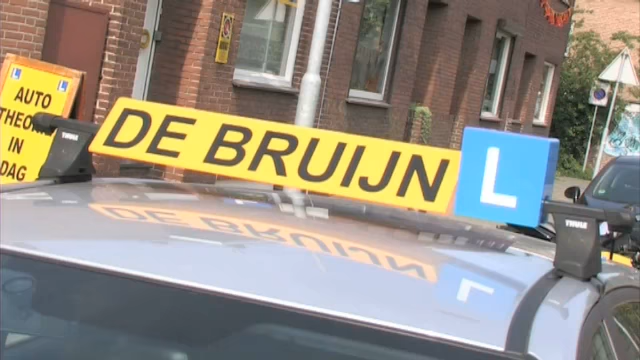 L L
AUTO
THEORIE
IN
DAG
THULE
DE BRUIJN L
THULE